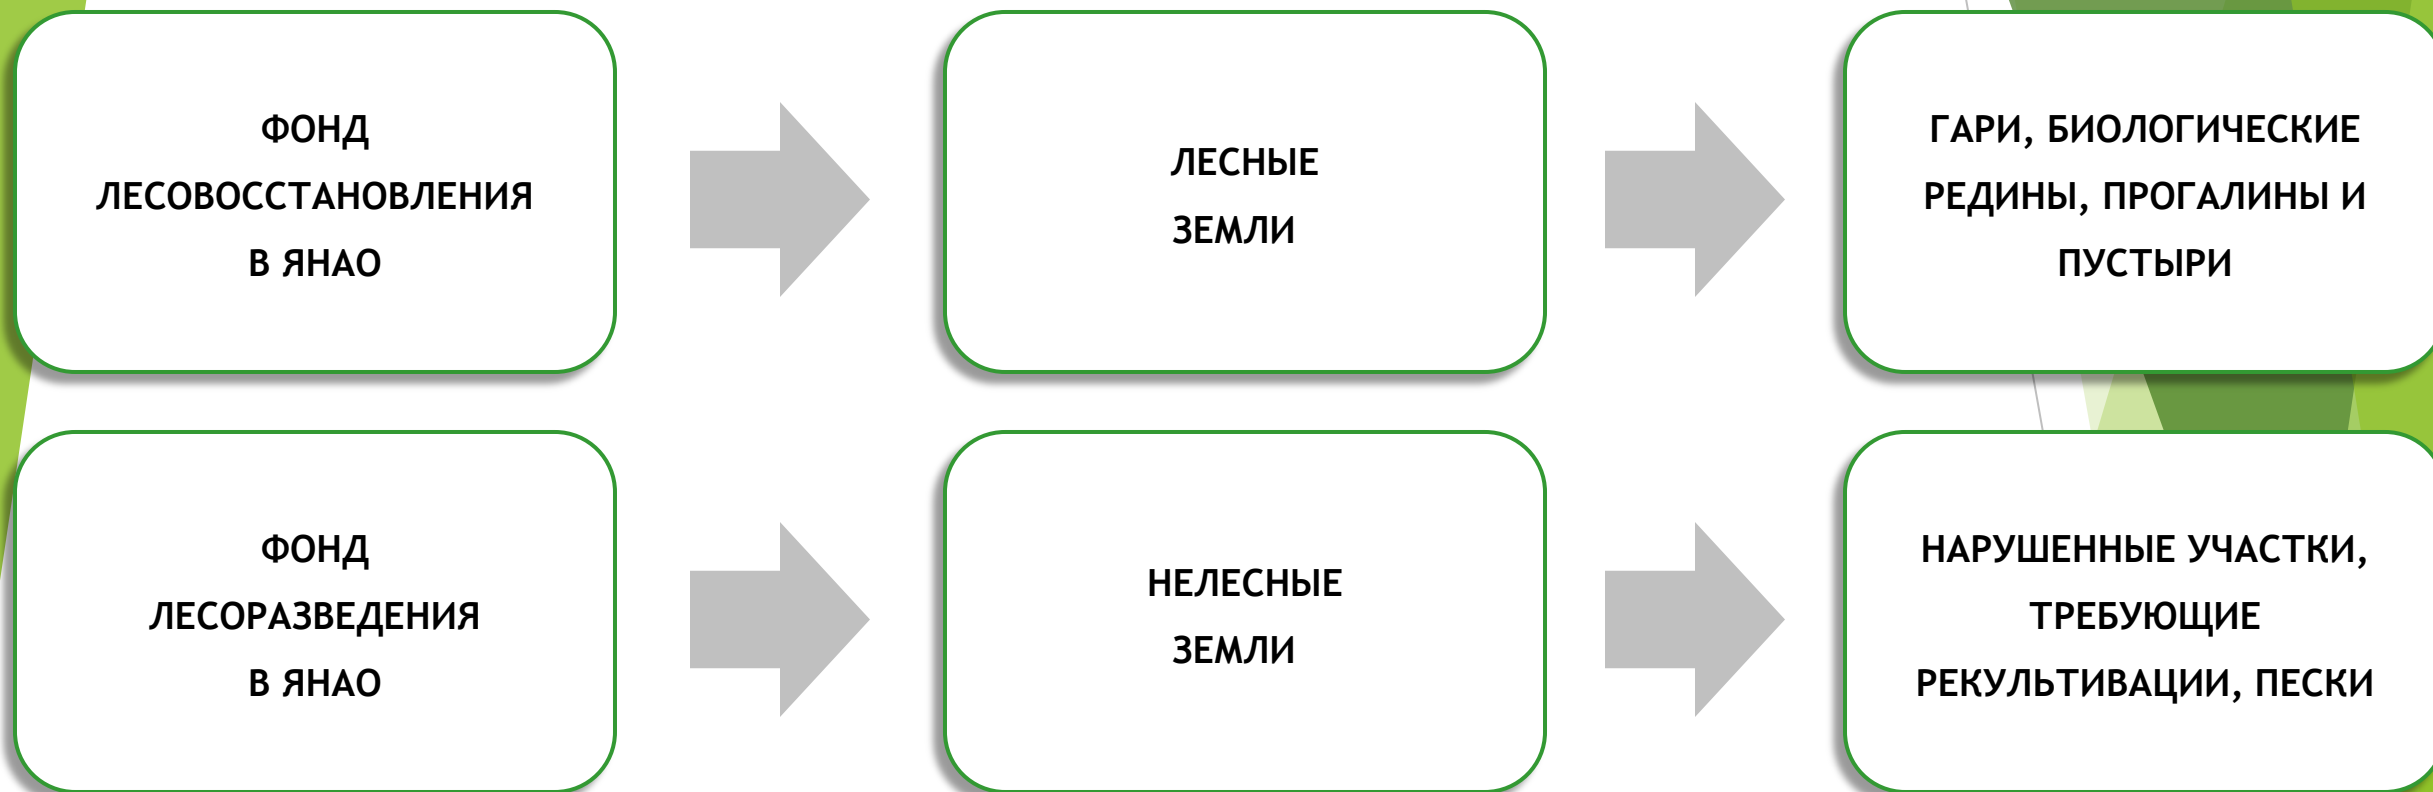 ФОНД
ЛЕСОВОССТАНОВЛЕНИЯ
В ЯНАО
ЛЕСНЫЕ
ЗЕМЛИ
ГАРИ, БИОЛОГИЧЕСКИЕ
РЕДИНЫ, ПРОГАЛИНЫ И
ПУСТЫРИ
ФОНД
ЛЕСОРАЗВЕДЕНИЯ
В ЯНАО
НЕЛЕСНЫЕ
ЗЕМЛИ
НАРУШЕННЫЕ УЧАСТКИ,
ТРЕБУЮЩИЕ
РЕКУЛЬТИВАЦИИ, ПЕСКИ